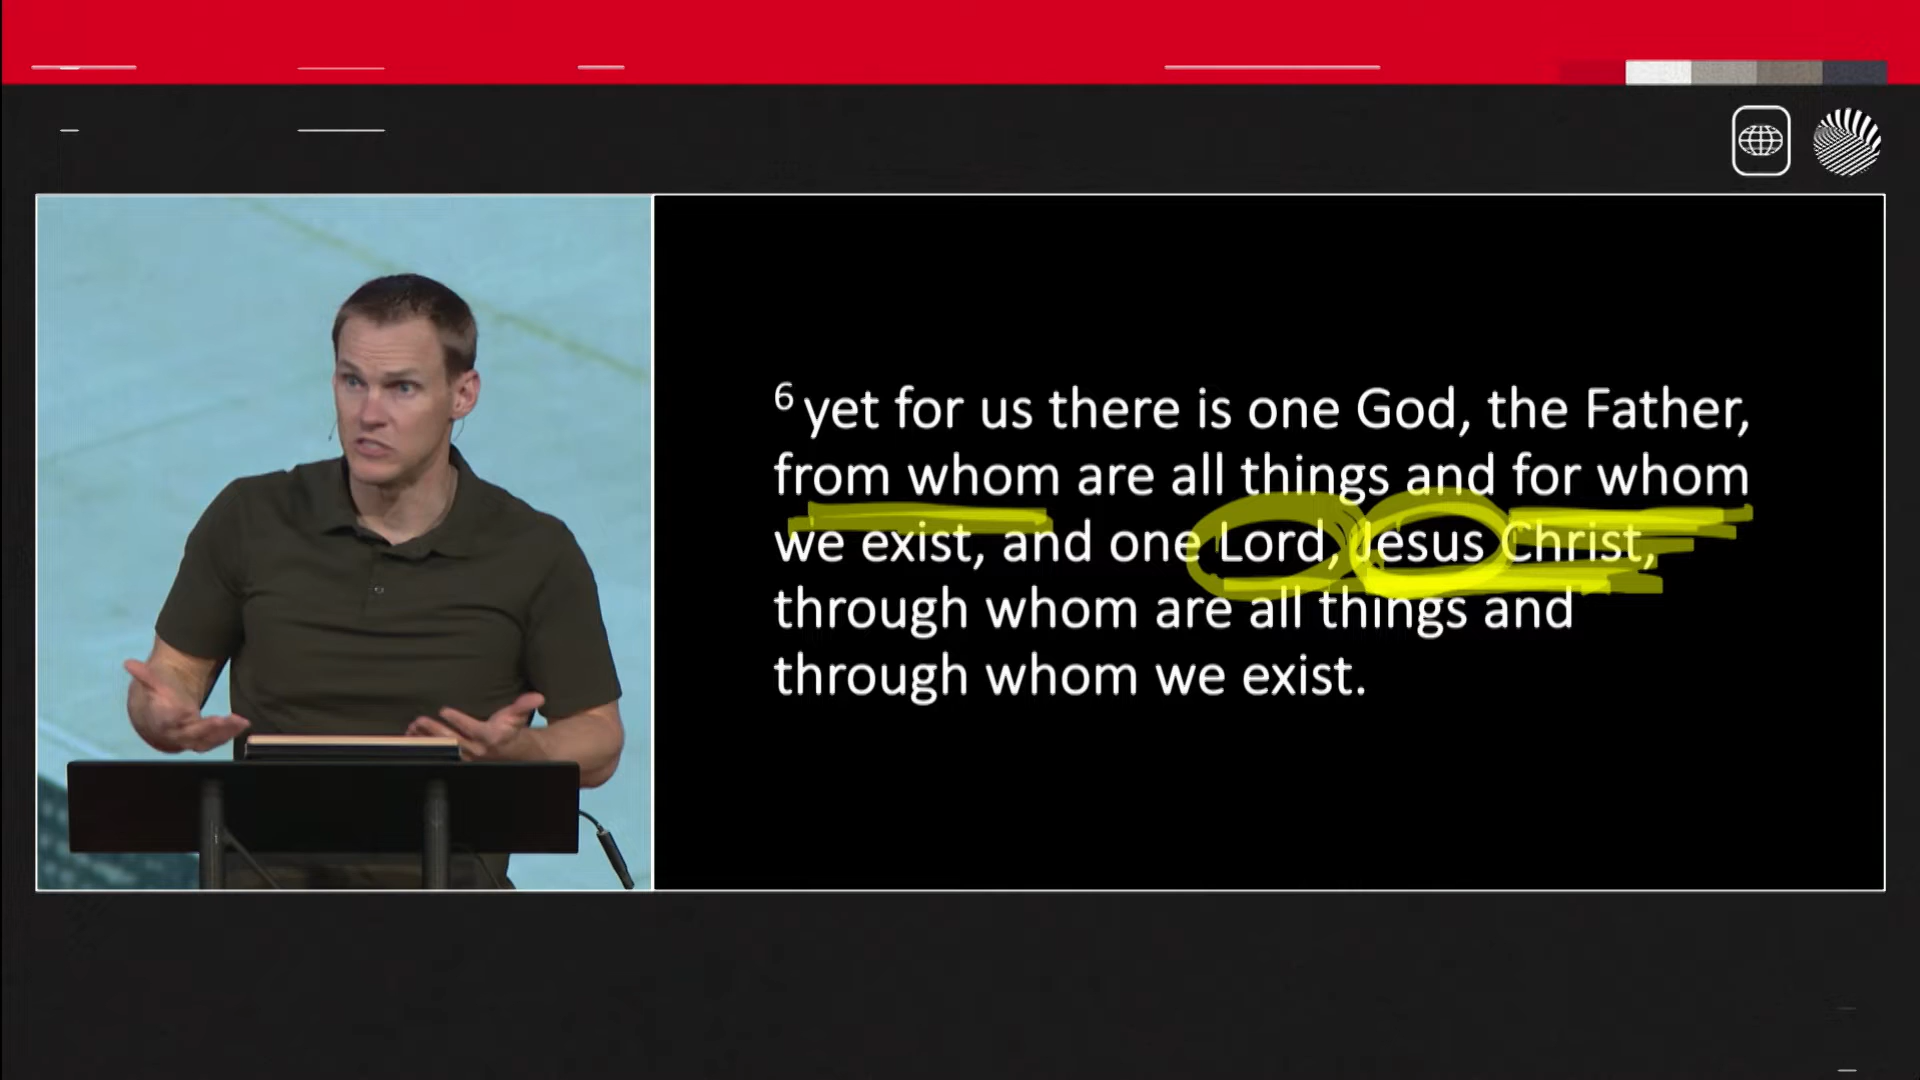 6 yet for us there is one God, the Father,
from whom are all things and for whom
we exist, and one Lord, Jesus Christ,
through whom are all things and
through whom we exist.